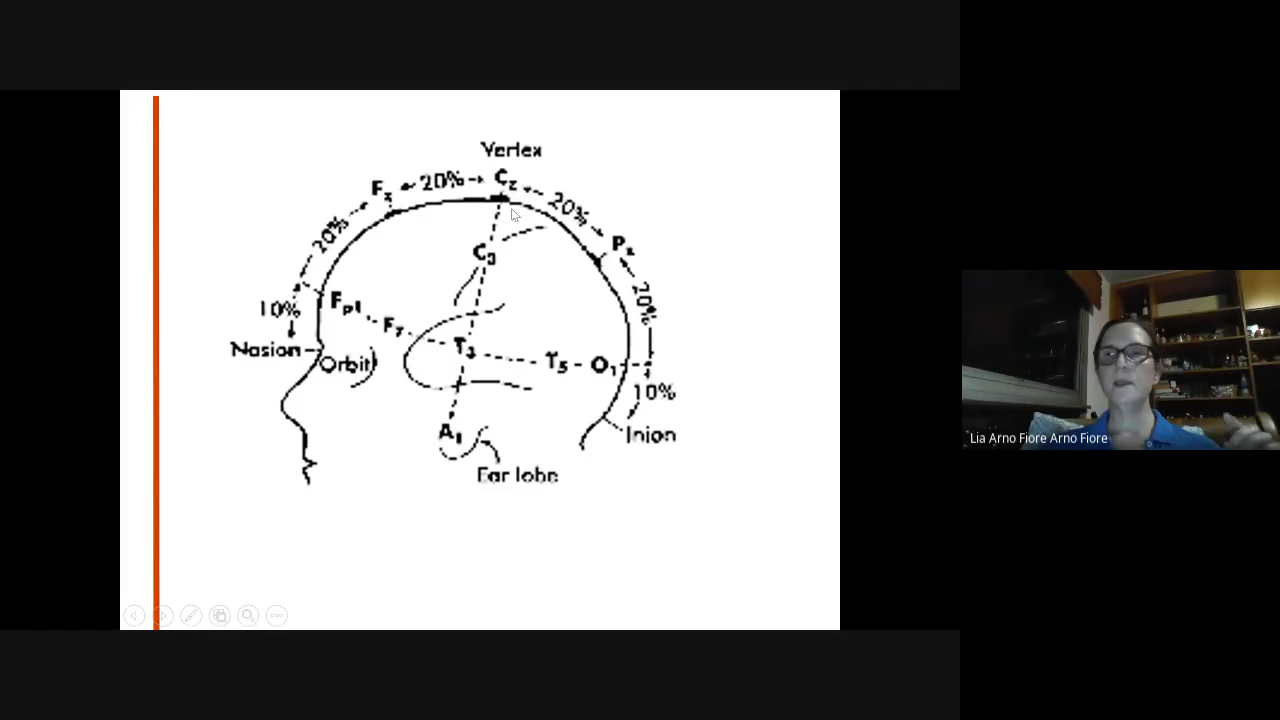 Vertex
Fz
20%
Cz
20%
20%
Pz
C3
20%
10%
Fp1
F7
Nasion
Orbit
T3
T5
O1
10%
A1
Inion
Ear lobe
Lia Arno Fiore Arno Fiore